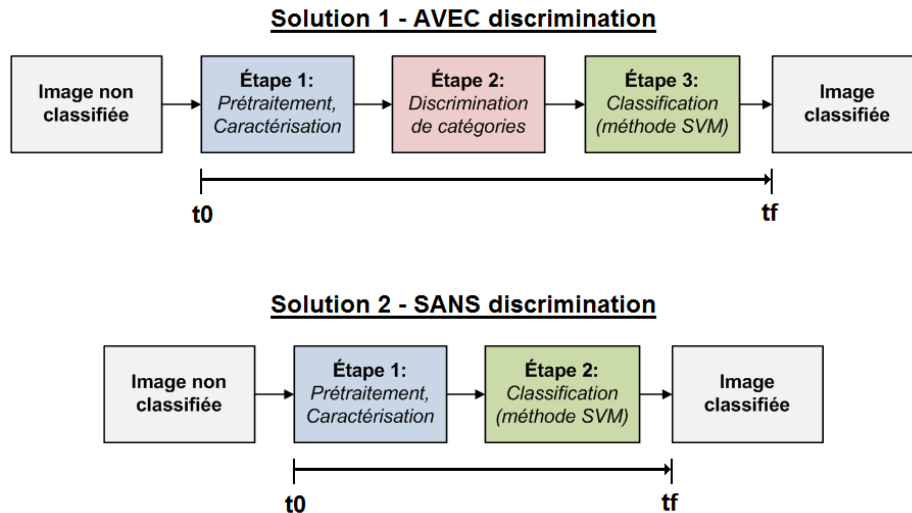 Solution 1 - AVEC discrimination
Image non
classifiée
Étape 1:
Prétraitement,
Caractérisation
Étape 2:
Discrimination
de catégories
Étape 3:
Classification
(méthode SVM)
Image
classifiée
t0
tf
Solution 2 - SANS discrimination
Image non
classifiée
Étape 1:
Prétraitement,
Caractérisation
Étape 2:
Classification
(méthode SVM)
Image
classifiée
t0
tf